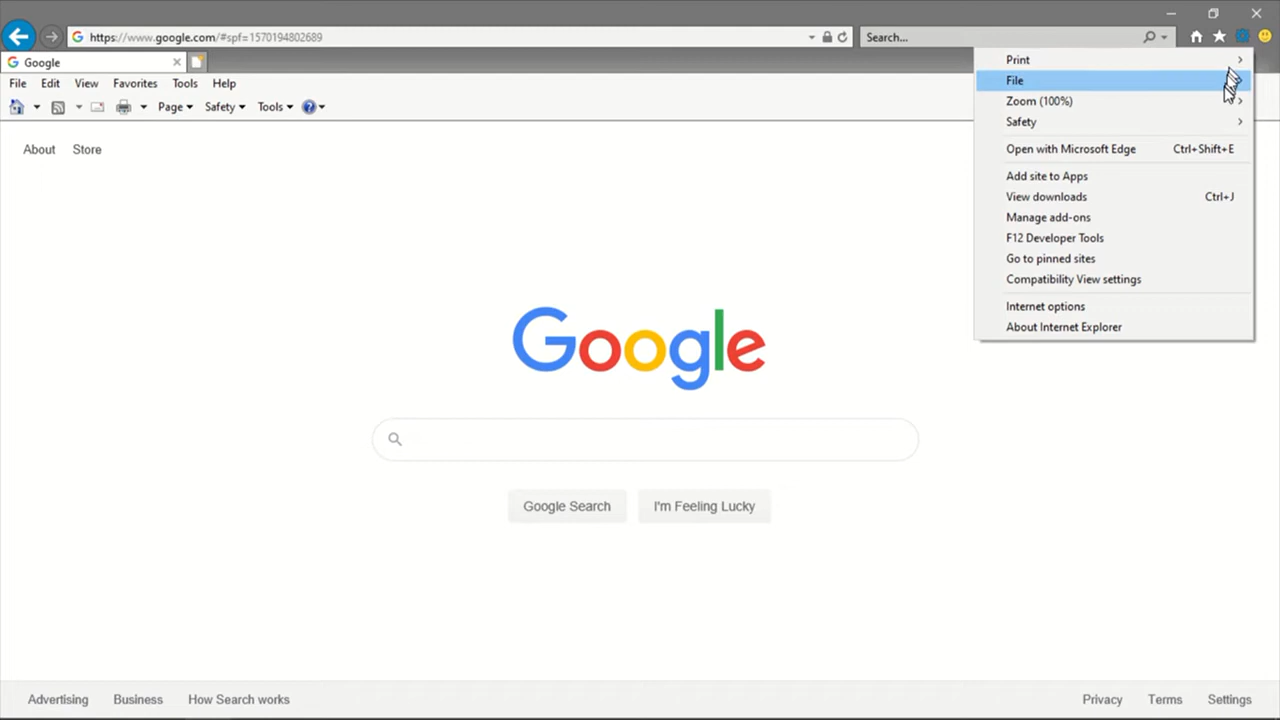 https://www.google.com/#spf=1570194802689
Search...
Google
File Edit View Favorites Tools Help
Page Safety Tools
About Store
Print
File
Zoom (100%)
Safety
Open with Microsoft Edge Ctrl+Shift+E
Add site to Apps
View downloads Ctrl+J
Manage add-ons
F12 Developer Tools
Go to pinned sites
Compatibility View settings
Internet options
About Internet Explorer
Google
Google Search I'm Feeling Lucky
Advertising Business How Search works Privacy Terms Settings